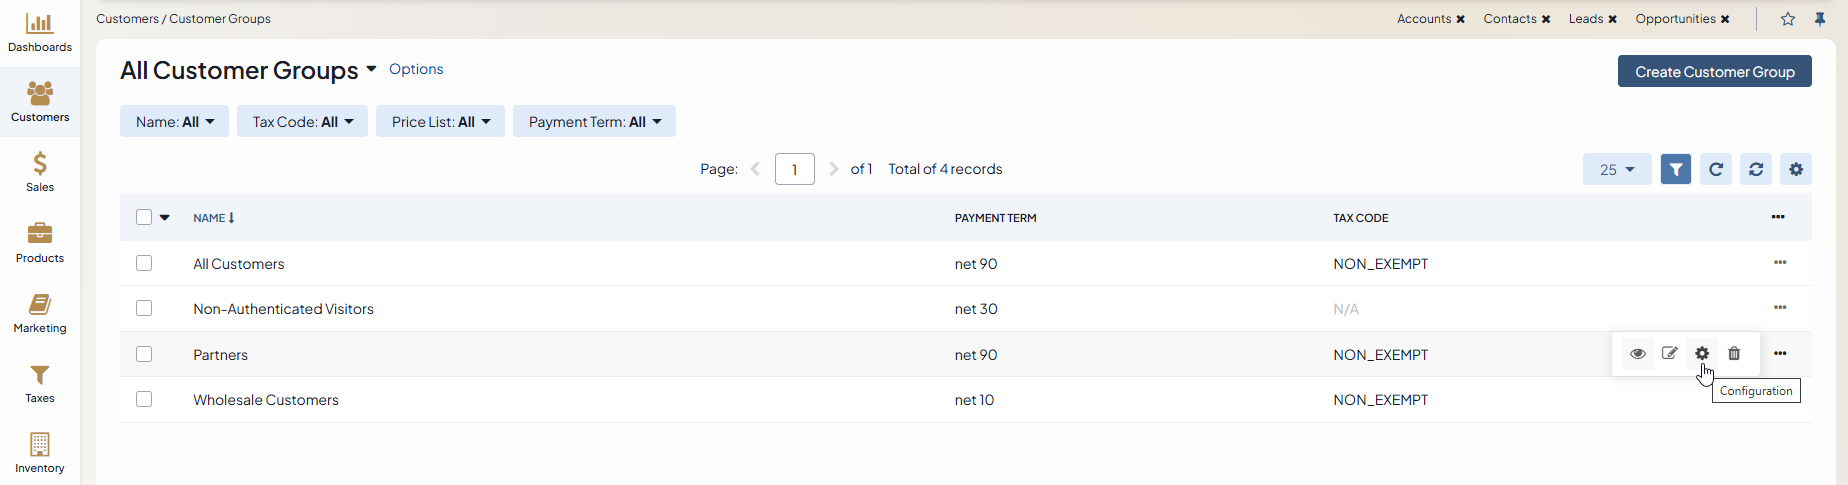 Customers / Customer Groups
Accounts ✖ Contacts ✖ Leads ✖ Opportunities ✖
Dashboards
Customers
Sales
Products
Marketing
Taxes
Inventory
All Customer Groups Options
Create Customer Group
Name: All Tax Code: All Price List: All Payment Term: All
Page: 1 of 1 Total of 4 records 25
NAME PAYMENT TERM TAX CODE
All Customers net 90 NON_EXEMPT
Non-Authenticated Visitors net 30 N/A
Partners net 90 NON_EXEMPT
Configuration
Wholesale Customers net 10 NON_EXEMPT